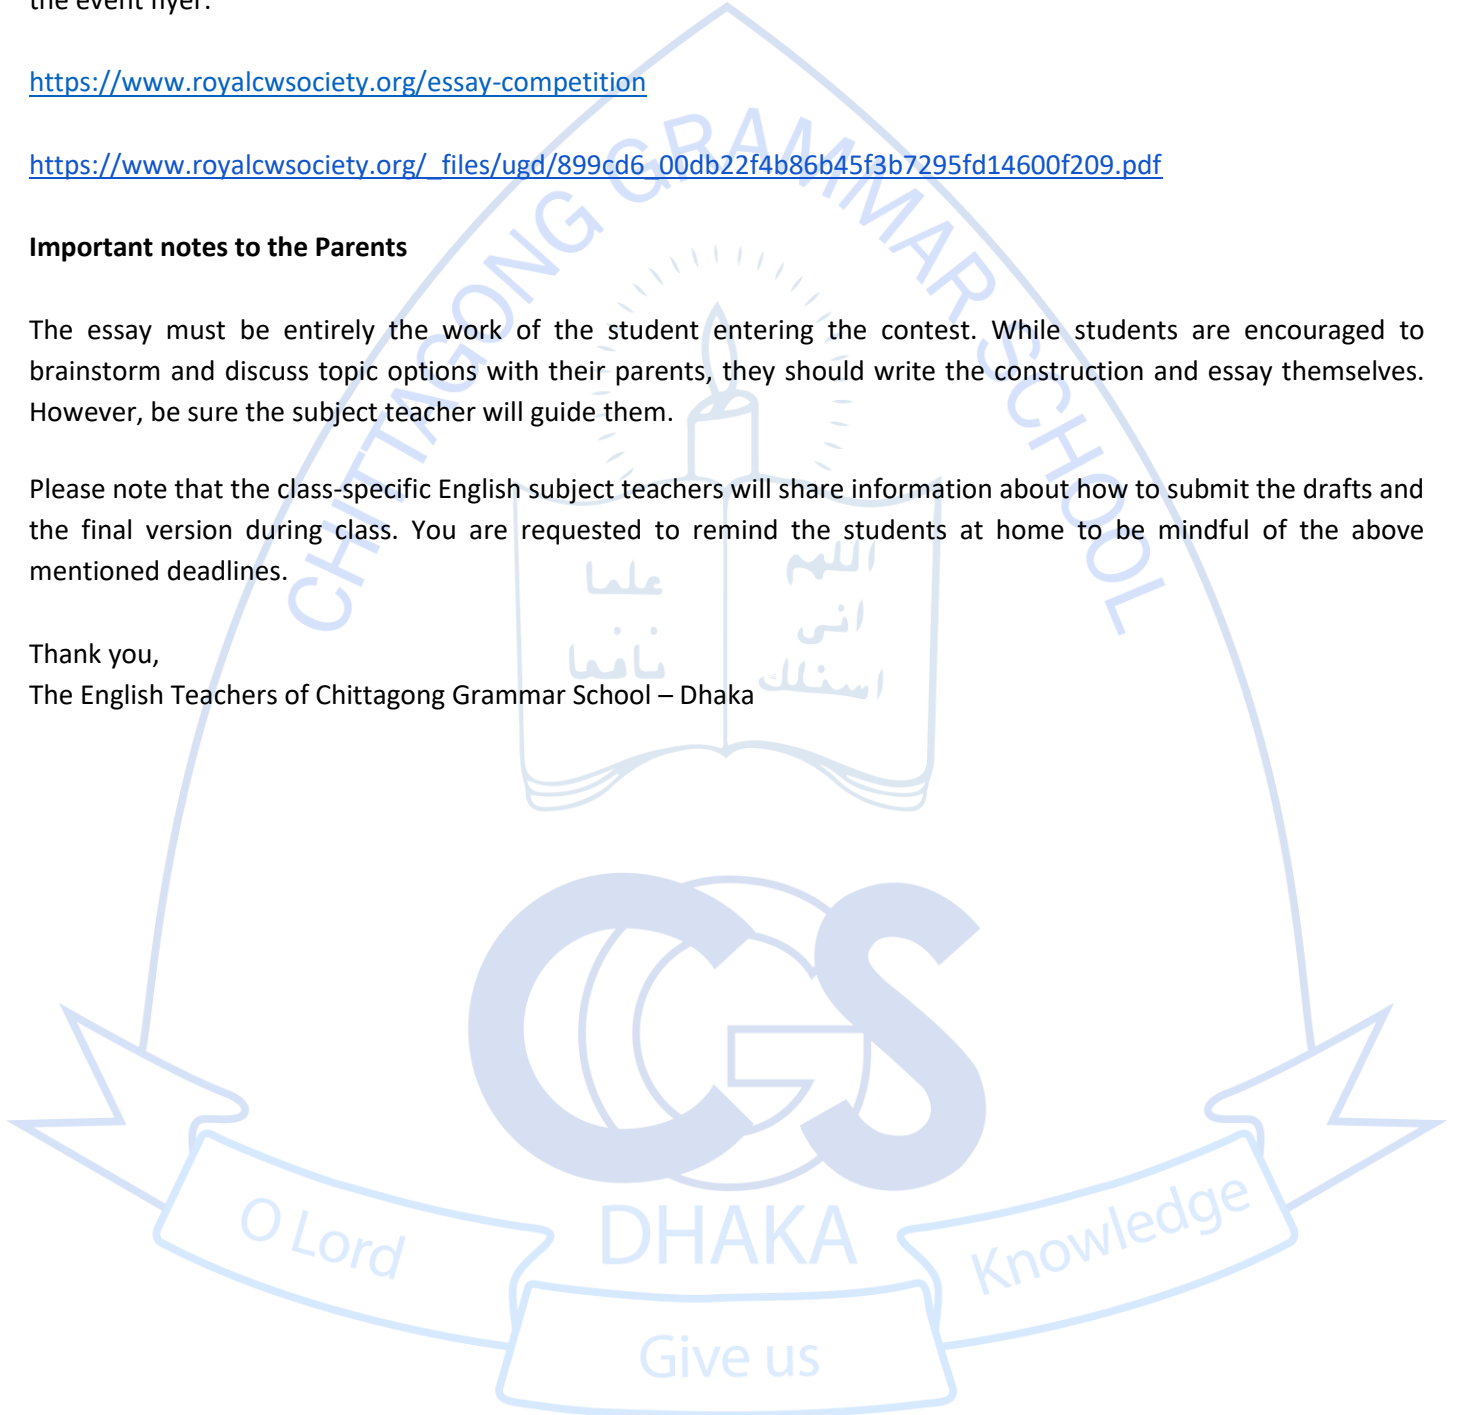 the event flyer.
https://www.royalcwsociety.org/essay-competition
https://www.royalcwsociety.org/_files/ugd/899cd6_00db22f4b86b45f3b7295fd14600f209.pdf
Important notes to the Parents
The essay must be entirely the work of the student entering the contest. While students are encouraged to
brainstorm and discuss topic options with their parents, they should write the construction and essay themselves.
However, be sure the subject teacher will guide them.
Please note that the class-specific English subject teachers will share information about how to submit the drafts and
the final version during class. You are requested to remind the students at home to be mindful of the above
mentioned deadlines.
Thank you,
The English Teachers of Chittagong Grammar School – Dhaka
CHITTAGONG GRAMMAR SCHOOL
اللهم
انى
اسئلك
علما
نافعا
CGS
DHAKA
O Lord
Give us
Knowledge